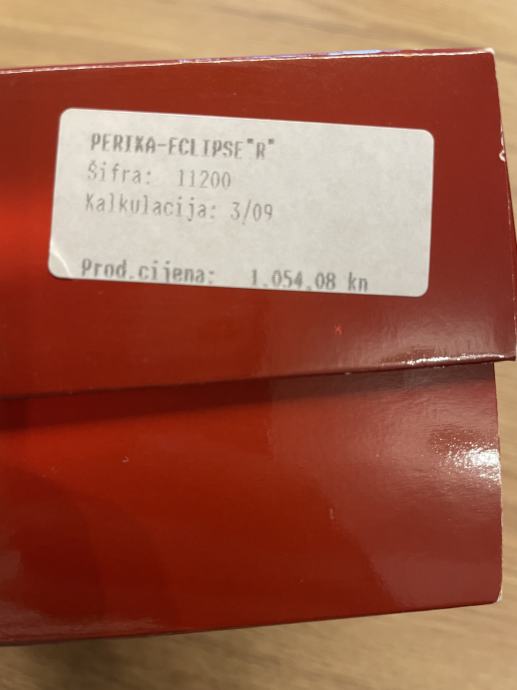 PERIKA-ECLIPSE"R"
Šifra: 11200
Kalkulacija: 3/09
Prod.cijena: 1.054,08 kn